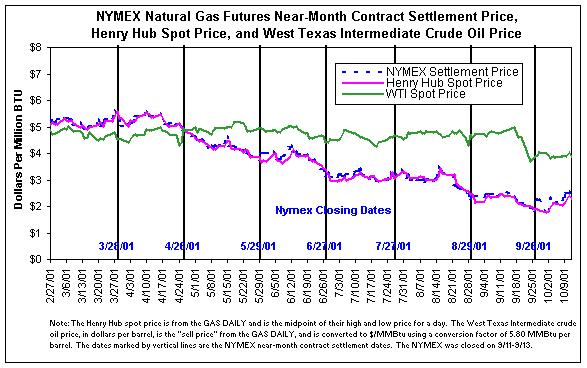 NYMEX Natural Gas Futures Near-Month Contract Settlement Price,
Henry Hub Spot Price, and West Texas Intermediate Crude Oil Price
$8
$7
$6
$5
$4
$3
$2
$1
$0
Dollars Per Million BTU
NYMEX Settlement Price
Henry Hub Spot Price
WTI Spot Price
Nymex Closing Dates
3/28/01 4/26/01 5/29/01 6/27/01 7/27/01 8/29/01 9/26/01
2/27/01 3/6/01 3/13/01 3/20/01 3/27/01 4/3/01 4/10/01 4/17/01 4/24/01 5/1/01 5/8/01 5/15/01 5/22/01 5/29/01 6/5/01 6/12/01 6/19/01 6/26/01 7/3/01 7/10/01 7/17/01 7/24/01 7/31/01 8/7/01 8/14/01 8/21/01 8/28/01 9/4/01 9/11/01 9/18/01 9/25/01 10/2/01 10/9/01
Note: The Henry Hub spot price is from the GAS DAILY and is the midpoint of their high and low price for a day. The West Texas Intermediate crude
oil price, in dollars per barrel, is the "sell price" from the GAS DAILY, and is converted to $/MMBtu using a conversion factor of 5.80 MMBtu per
barrel. The dates marked by vertical lines are the NYMEX near-month contract settlement dates. The NYMEX was closed on 9/11-9/13.